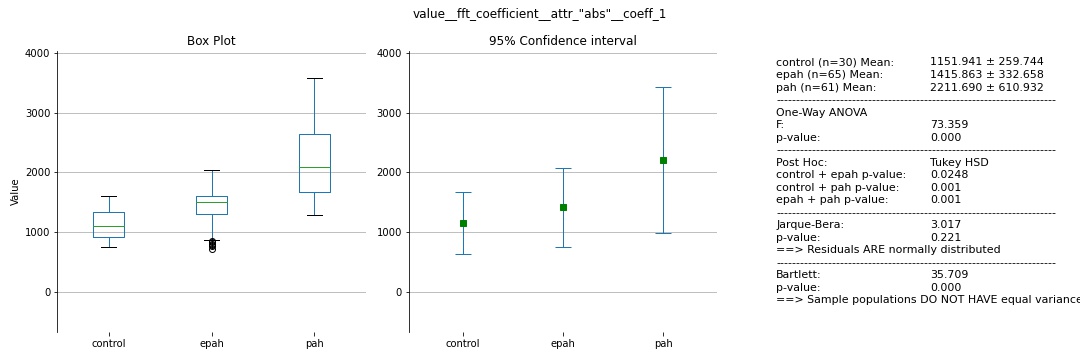 value__fft_coefficient__attr_"abs"__coeff_1
Box Plot
4000
3000
2000
1000
0
Value
control
epah
pah
95% Confidence interval
4000
3000
2000
1000
0
control
epah
pah
control (n=30) Mean: 1151.941 ± 259.744
epah (n=65) Mean: 1415.863 ± 332.658
pah (n=61) Mean: 2211.690 ± 610.932
One-Way ANOVA
F: 73.359
p-value: 0.000
Post Hoc: Tukey HSD
control + epah p-value: 0.0248
control + pah p-value: 0.001
epah + pah p-value: 0.001
Jarque-Bera: 3.017
p-value: 0.221
==> Residuals ARE normally distributed
Bartlett: 35.709
p-value: 0.000
==> Sample populations DO NOT HAVE equal variance